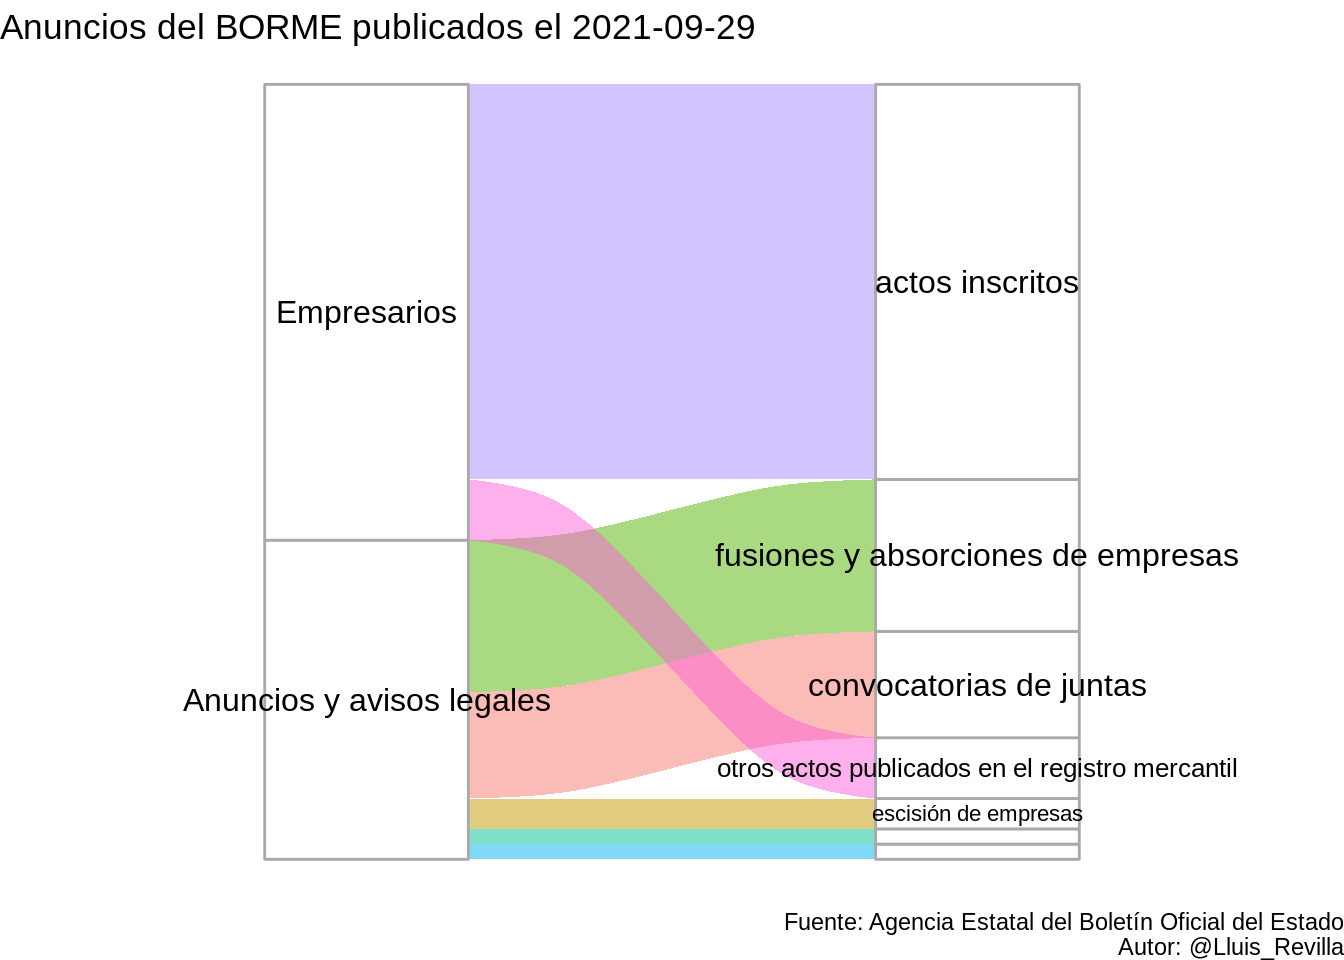 Anuncios del BORME publicados el 2021-09-29
Empresarios
actos inscritos
fusiones y absorciones de empresas
convocatorias de juntas
Anuncios y avisos legales
otros actos publicados en el registro mercantil
escisión de empresas
Fuente: Agencia Estatal del Boletín Oficial del Estado
Autor: @Lluis_Revilla